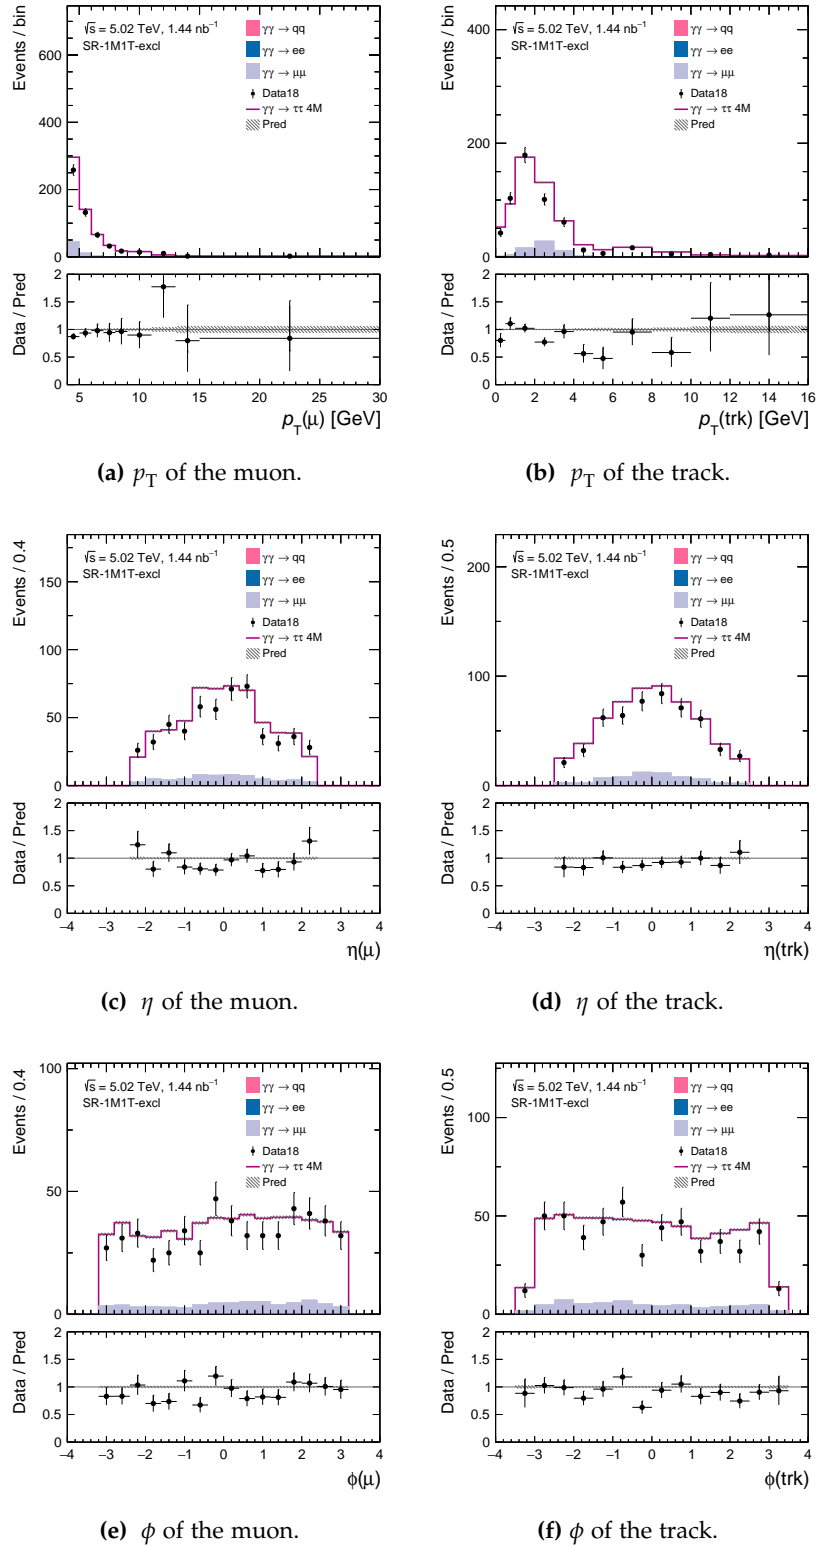 Events / bin
√s = 5.02 TeV, 1.44 nb⁻¹
SR-1M1T-excl
γγ → qq
γγ → ee
γγ → μμ
Data18
γγ → ττ 4M
Pred
600
400
200
0
Data / Pred
2
1.5
1
0.5
0
5 10 15 20 25 30
p_T(μ) [GeV]
Events / bin
√s = 5.02 TeV, 1.44 nb⁻¹
SR-1M1T-excl
γγ → qq
γγ → ee
γγ → μμ
Data18
γγ → ττ 4M
Pred
400
200
0
Data / Pred
2
1.5
1
0.5
0
0 2 4 6 8 10 12 14 16
p_T(trk) [GeV]
(a) p_T of the muon.
(b) p_T of the track.
Events / 0.4
√s = 5.02 TeV, 1.44 nb⁻¹
SR-1M1T-excl
γγ → qq
γγ → ee
γγ → μμ
Data18
γγ → ττ 4M
Pred
150
100
50
0
Data / Pred
2
1.5
1
0.5
0
−4 −3 −2 −1 0 1 2 3 4
η(μ)
Events / 0.5
√s = 5.02 TeV, 1.44 nb⁻¹
SR-1M1T-excl
γγ → qq
γγ → ee
γγ → μμ
Data18
γγ → ττ 4M
Pred
200
100
0
Data / Pred
2
1.5
1
0.5
0
−4 −3 −2 −1 0 1 2 3 4
η(trk)
(c) η of the muon.
(d) η of the track.
Events / 0.4
√s = 5.02 TeV, 1.44 nb⁻¹
SR-1M1T-excl
γγ → qq
γγ → ee
γγ → μμ
Data18
γγ → ττ 4M
Pred
100
50
0
Data / Pred
2
1.5
1
0.5
0
−4 −3 −2 −1 0 1 2 3 4
ϕ(μ)
Events / 0.5
√s = 5.02 TeV, 1.44 nb⁻¹
SR-1M1T-excl
γγ → qq
γγ → ee
γγ → μμ
Data18
γγ → ττ 4M
Pred
100
50
0
Data / Pred
2
1.5
1
0.5
0
−4 −3 −2 −1 0 1 2 3 4
ϕ(trk)
(e) ϕ of the muon.
(f) ϕ of the track.